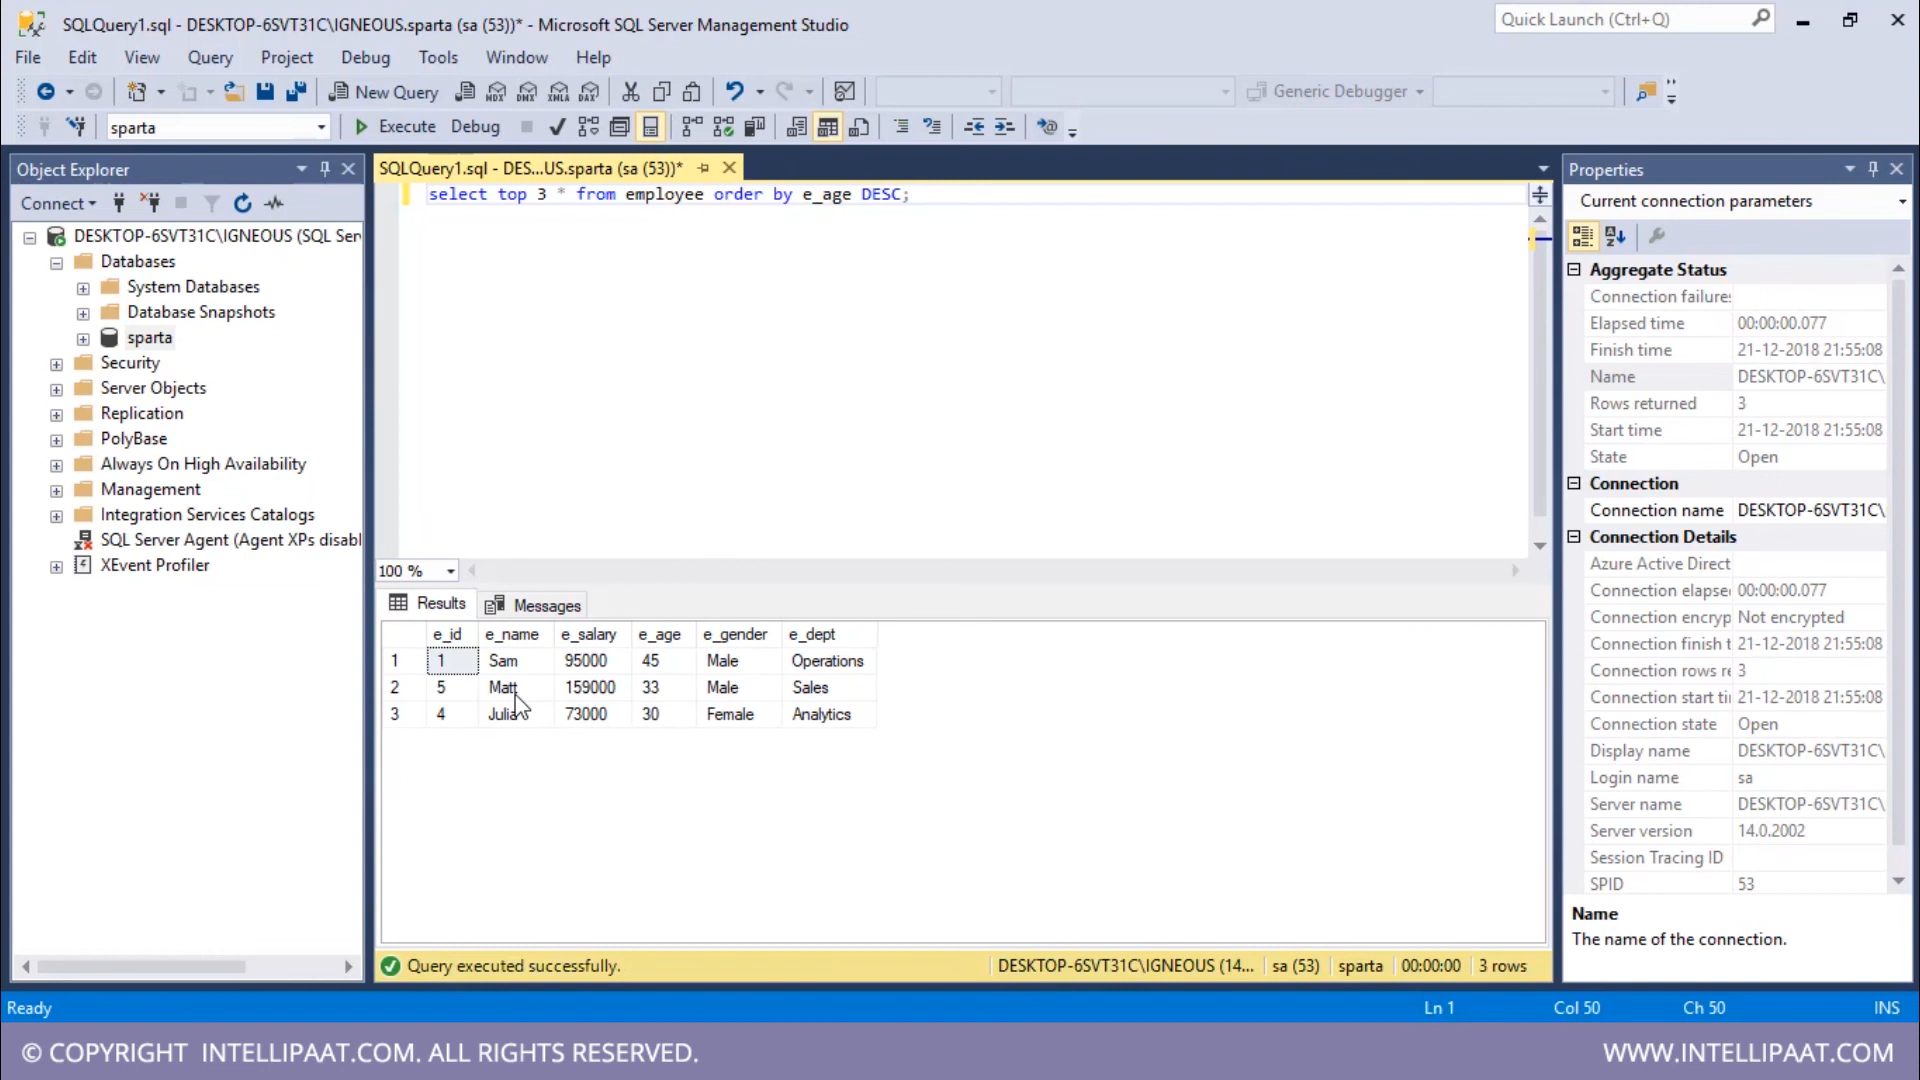 SQLQuery1.sql - DESKTOP-6SVT31C\IGNEOUS.sparta (sa (53))* - Microsoft SQL Server Management Studio
Quick Launch (Ctrl+Q)
File Edit View Query Project Debug Tools Window Help
New Query MDX DMX XMLA DAX Generic Debugger
sparta Execute Debug
Object Explorer
Connect
DESKTOP-6SVT31C\IGNEOUS (SQL Ser
Databases
System Databases
Database Snapshots
sparta
Security
Server Objects
Replication
PolyBase
Always On High Availability
Management
Integration Services Catalogs
SQL Server Agent (Agent XPs disabl
XEvent Profiler
SQLQuery1.sql - DES...US.sparta (sa (53))*
select top 3 * from employee order by e_age DESC;
100 %
Results Messages
e_id e_name e_salary e_age e_gender e_dept
1 1 Sam 95000 45 Male Operations
2 5 Matt 159000 33 Male Sales
3 4 Julia 73000 30 Female Analytics
Query executed successfully. DESKTOP-6SVT31C\IGNEOUS (14... sa (53) sparta 00:00:00 3 rows
Properties
Current connection parameters
Aggregate Status
Connection failures
Elapsed time 00:00:00.077
Finish time 21-12-2018 21:55:08
Name DESKTOP-6SVT31C\
Rows returned 3
Start time 21-12-2018 21:55:08
State Open
Connection
Connection name DESKTOP-6SVT31C\
Connection Details
Azure Active Direct
Connection elapse 00:00:00.077
Connection encryp Not encrypted
Connection finish t 21-12-2018 21:55:08
Connection rows re 3
Connection start ti 21-12-2018 21:55:08
Connection state Open
Display name DESKTOP-6SVT31C\
Login name sa
Server name DESKTOP-6SVT31C\
Server version 14.0.2002
Session Tracing ID
SPID 53
Name
The name of the connection.
Ready Ln 1 Col 50 Ch 50 INS
© COPYRIGHT INTELLIPAAT.COM. ALL RIGHTS RESERVED. WWW.INTELLIPAAT.COM